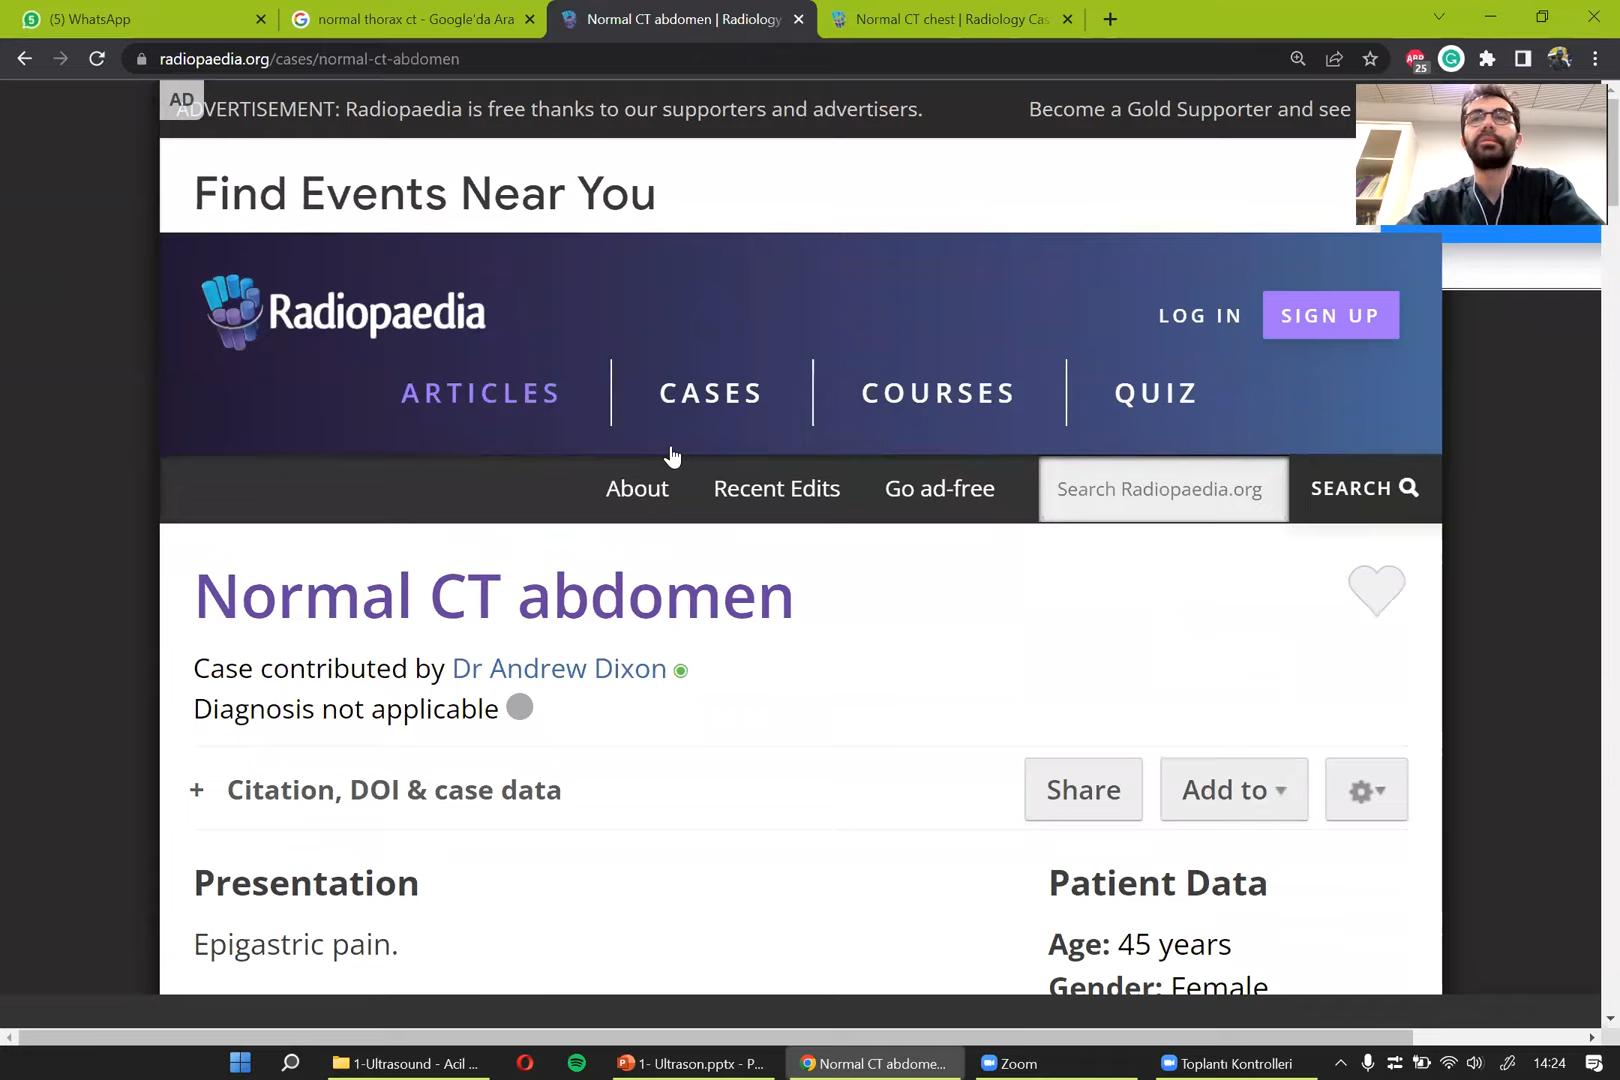 (5) WhatsApp
normal thorax ct - Google'da Ara
Normal CT abdomen | Radiology
Normal CT chest | Radiology Cas
radiopaedia.org/cases/normal-ct-abdomen
ABP
25
AD
ADVERTISEMENT: Radiopaedia is free thanks to our supporters and advertisers.
Become a Gold Supporter and see
Find Events Near You
Radiopaedia
LOG IN
SIGN UP
ARTICLES
CASES
COURSES
QUIZ
About
Recent Edits
Go ad-free
Search Radiopaedia.org
SEARCH
Normal CT abdomen
Case contributed by Dr Andrew Dixon
Diagnosis not applicable
+ Citation, DOI & case data
Share
Add to
Presentation
Patient Data
Epigastric pain.
Age: 45 years
Gender: Female
1-Ultrasound - Acil ...
1- Ultrason.pptx - P...
Normal CT abdome...
Zoom
Toplantı Kontrolleri
14:24